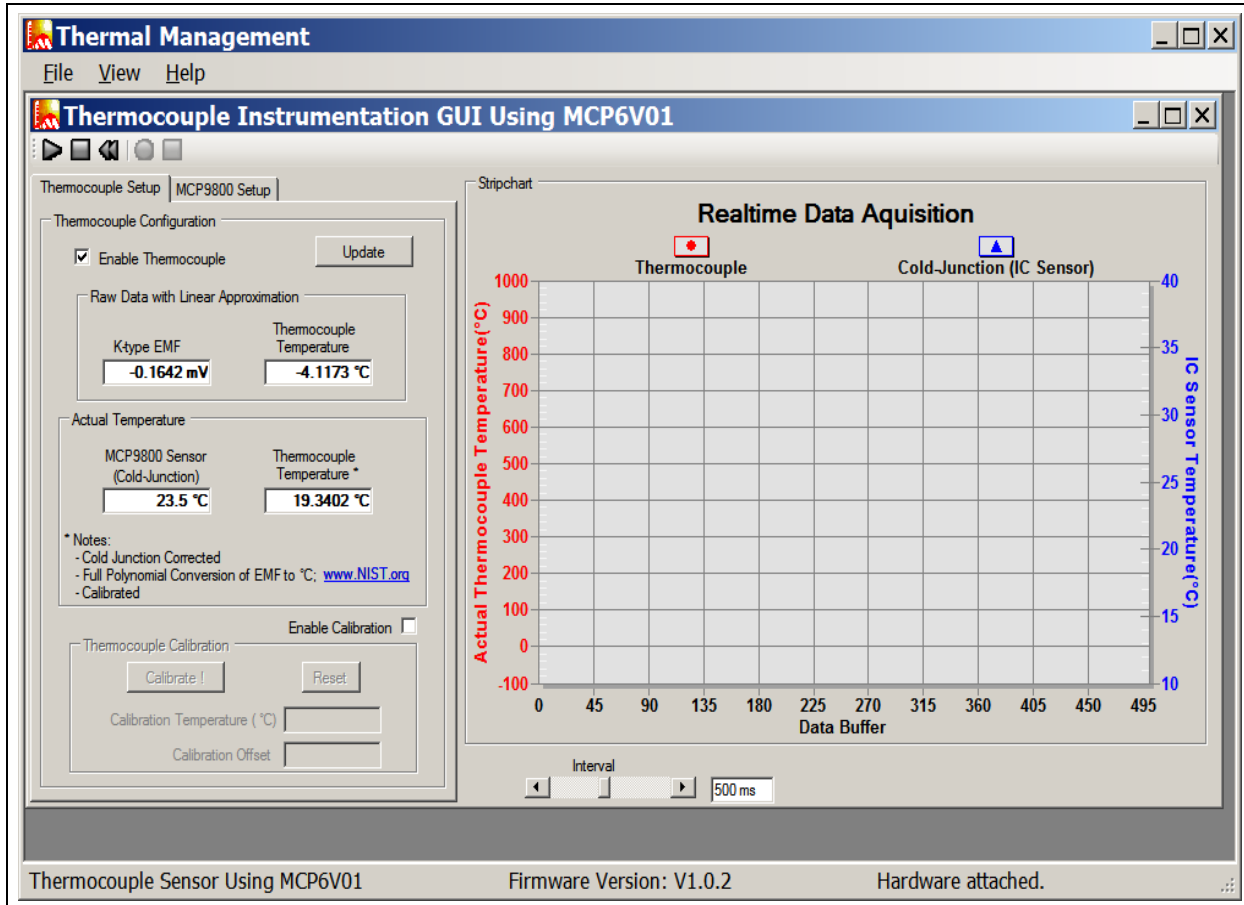 Thermal Management
File View Help
Thermocouple Instrumentation GUI Using MCP6V01
Thermocouple Setup
MCP9800 Setup
Thermocouple Configuration
Enable Thermocouple
Update
Raw Data with Linear Approximation
K-type EMF
Thermocouple
Temperature
-0.1642 mV
-4.1173 °C
Actual Temperature
MCP9800 Sensor
(Cold-Junction)
Thermocouple
Temperature *
23.5 °C
19.3402 °C
* Notes:
- Cold Junction Corrected
- Full Polynomial Conversion of EMF to °C; www.NIST.org
- Calibrated
Enable Calibration
Thermocouple Calibration
Calibrate !
Reset
Calibration Temperature ( °C)
Calibration Offset
Stripchart
Realtime Data Aquisition
Thermocouple
Cold-Junction (IC Sensor)
Actual Thermocouple Temperature(°C)
1000
900
800
700
600
500
400
300
200
100
0
-100
40
35
30
25
20
15
10
IC Sensor Temperature(°C)
0 45 90 135 180 225 270 315 360 405 450 495
Data Buffer
Interval
500 ms
Thermocouple Sensor Using MCP6V01
Firmware Version: V1.0.2
Hardware attached.